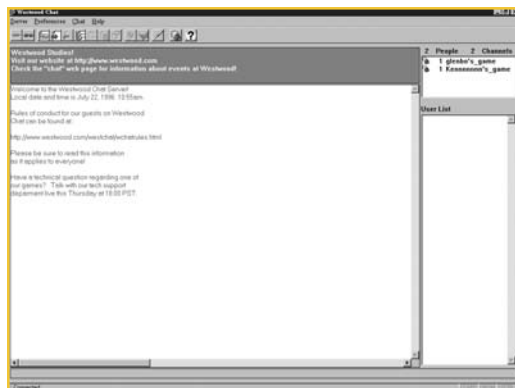 Westwood Chat
Server Preferences Chat Help
Westwood Studios!
Visit our website at http://www.westwood.com
Check the "chat" web page for information about events at Westwood!
Welcome to the Westwood Chat Server!
Local date and time is July 22, 1996 10:55am
Rules of conduct for our guests on Westwood
Chat can be found at:
http://www.westwood.com/westchat/wchatrules.html
Please be sure to read this information
as it applies to everyone!
Have a technical question regarding one of
our games? Talk with our tech support
department live this Thursday at 18:00 PST.
2 People 2 Channels
1 glenbo's_game
User List
Connected